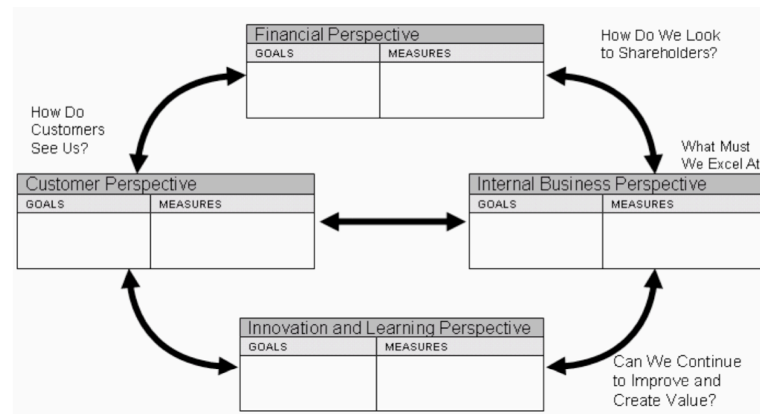 Financial Perspective
GOALS MEASURES
How Do We Look
to Shareholders?
How Do
Customers
See Us?
What Must
We Excel At
Customer Perspective
GOALS MEASURES
Internal Business Perspective
GOALS MEASURES
Innovation and Learning Perspective
GOALS MEASURES
Can We Continue
to Improve and
Create Value?